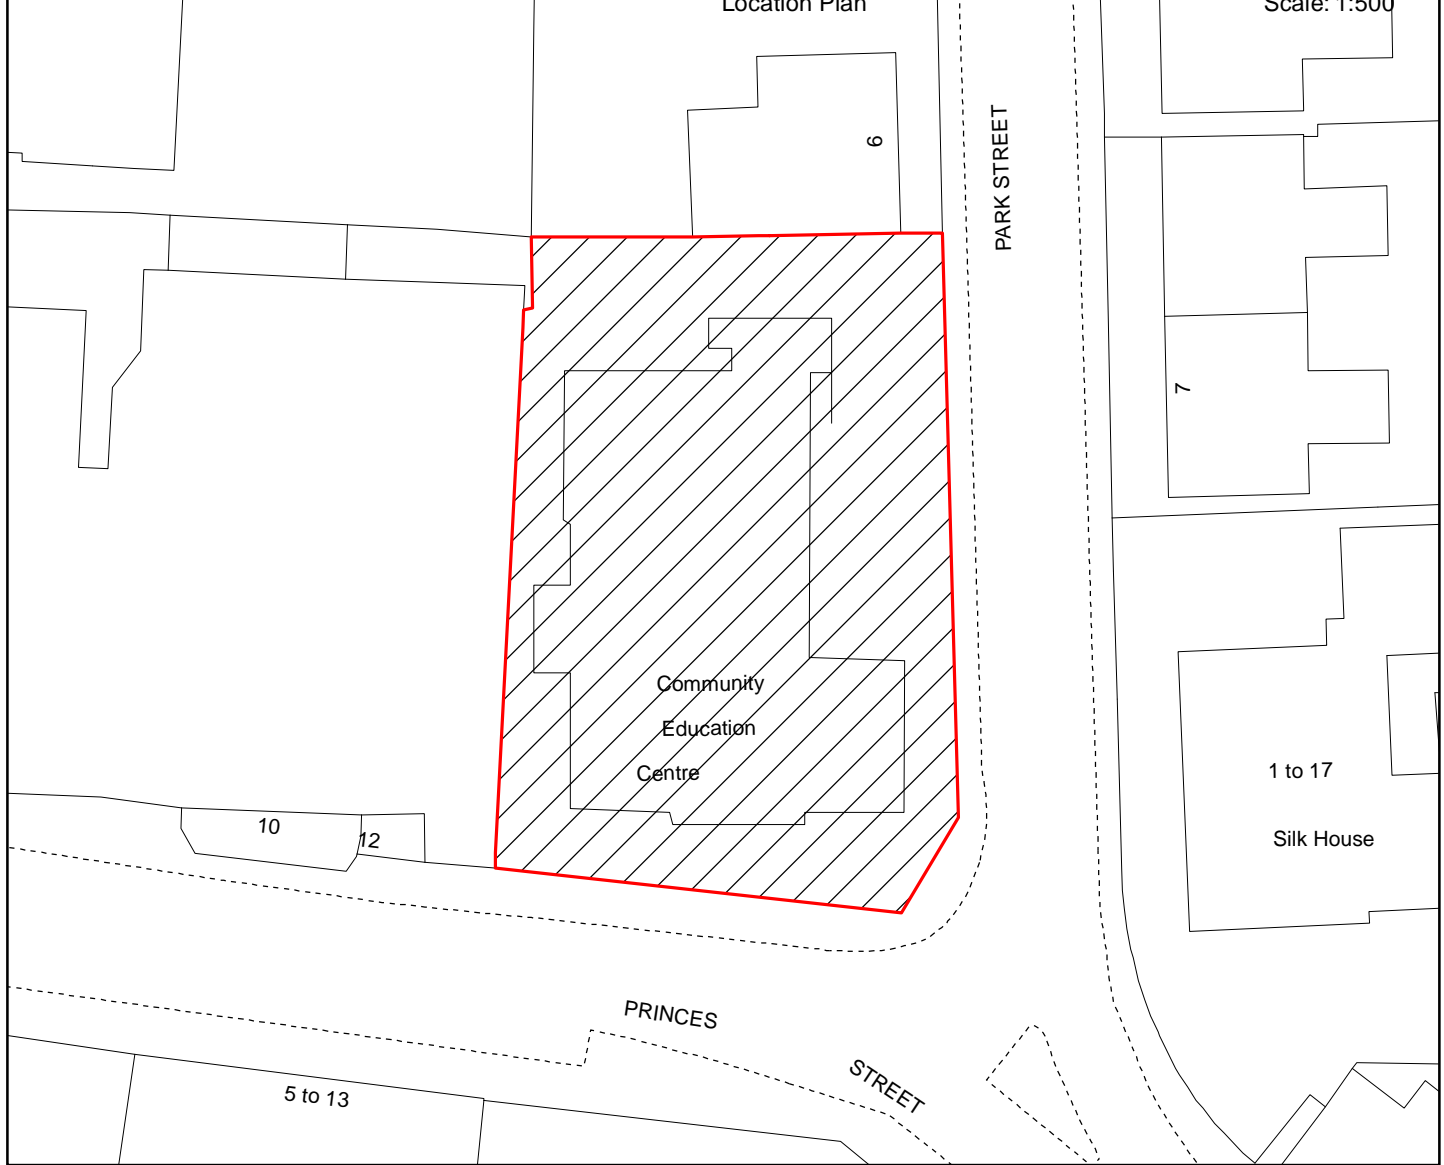 Location Plan
Scale: 1:500
6
PARK STREET
7
Community
Education
Centre
1 to 17
Silk House
10
12
PRINCES
STREET
5 to 13